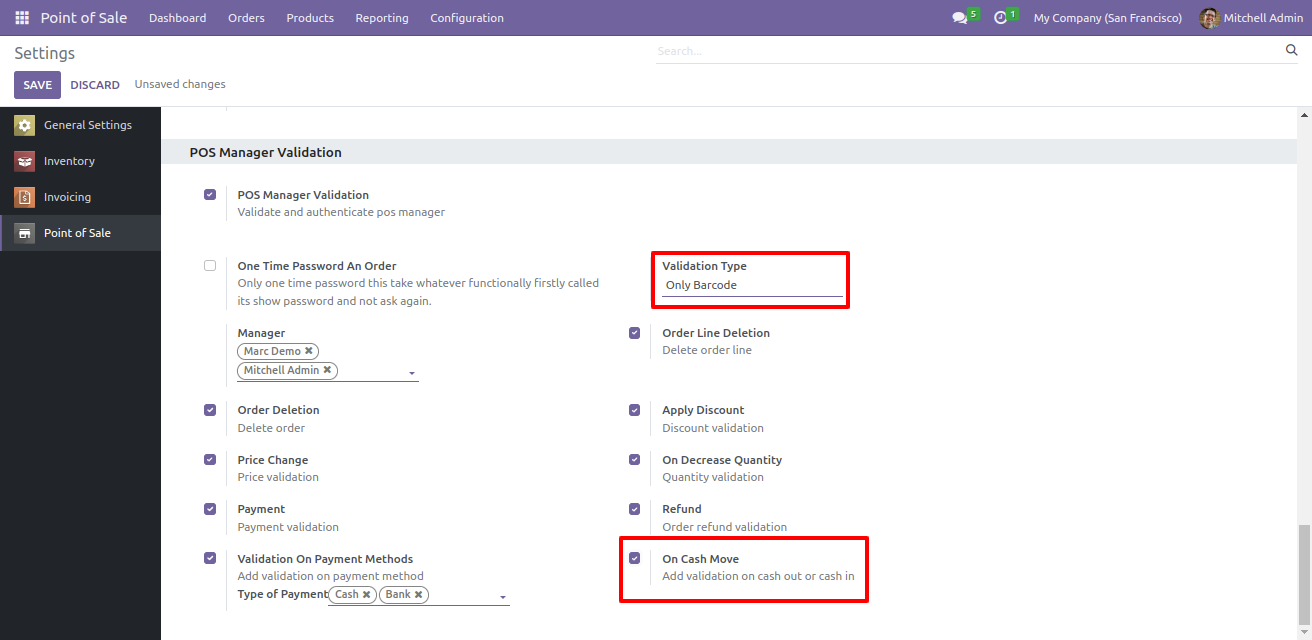 Point of Sale Dashboard Orders Products Reporting Configuration 5 1 My Company (San Francisco) Mitchell Admin
Settings
Search...
SAVE DISCARD Unsaved changes
General Settings
Inventory
Invoicing
Point of Sale
POS Manager Validation
POS Manager Validation
Validate and authenticate pos manager
One Time Password An Order
Only one time password this take whatever functionally firstly called
its show password and not ask again.
Validation Type
Only Barcode
Manager
Marc Demo ✖
Mitchell Admin ✖
Order Line Deletion
Delete order line
Order Deletion
Delete order
Apply Discount
Discount validation
Price Change
Price validation
On Decrease Quantity
Quantity validation
Payment
Payment validation
Refund
Order refund validation
Validation On Payment Methods
Add validation on payment method
Type of Payment Cash ✖ Bank ✖
On Cash Move
Add validation on cash out or cash in